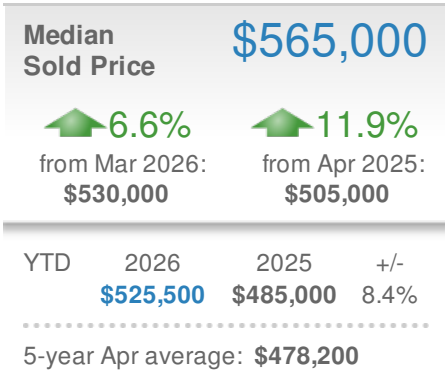 Median
Sold Price
$565,000
6.6%
11.9%
from Mar 2026:
from Apr 2025:
$530,000
$505,000
YTD 2026 2025 +/-
$525,500 $485,000 8.4%
5-year Apr average: $478,200